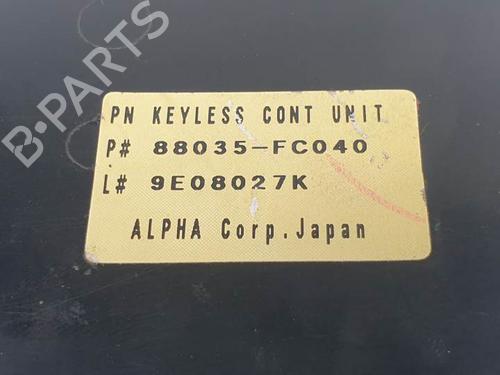 B-PARTS
PN KEYLESS CONT UNIT
P# 88035-FC040
L# 9E08027K
ALPHA Corp.Japan